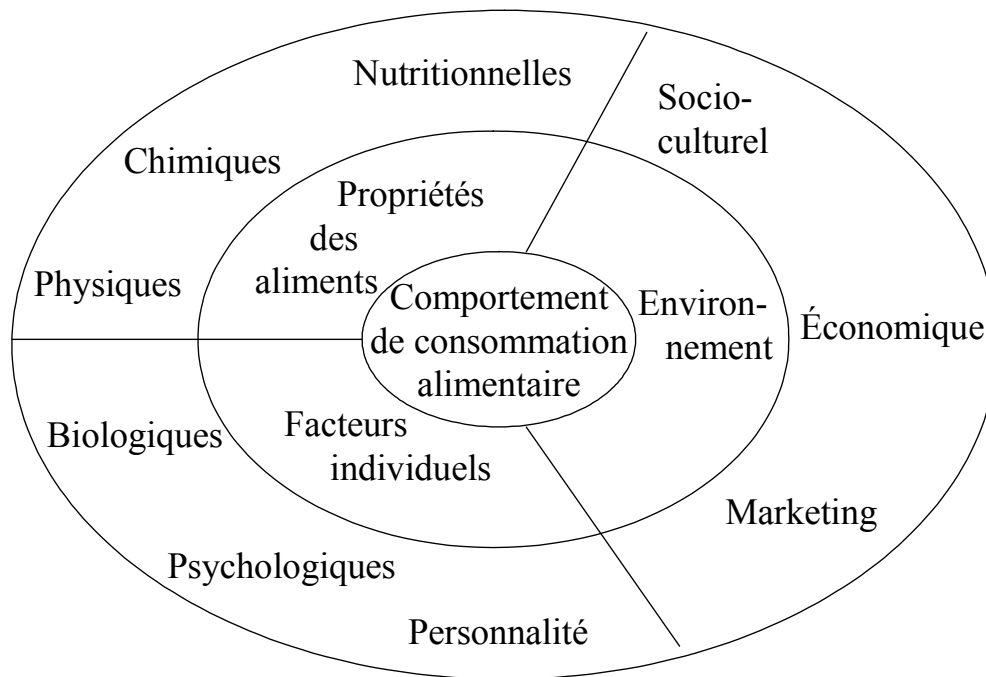 Nutritionnelles
Socio-
culturel
Chimiques
Propriétés
des
aliments
Physiques
Comportement
de consommation
alimentaire
Environ-
nement
Économique
Biologiques
Facteurs
individuels
Marketing
Psychologiques
Personnalité